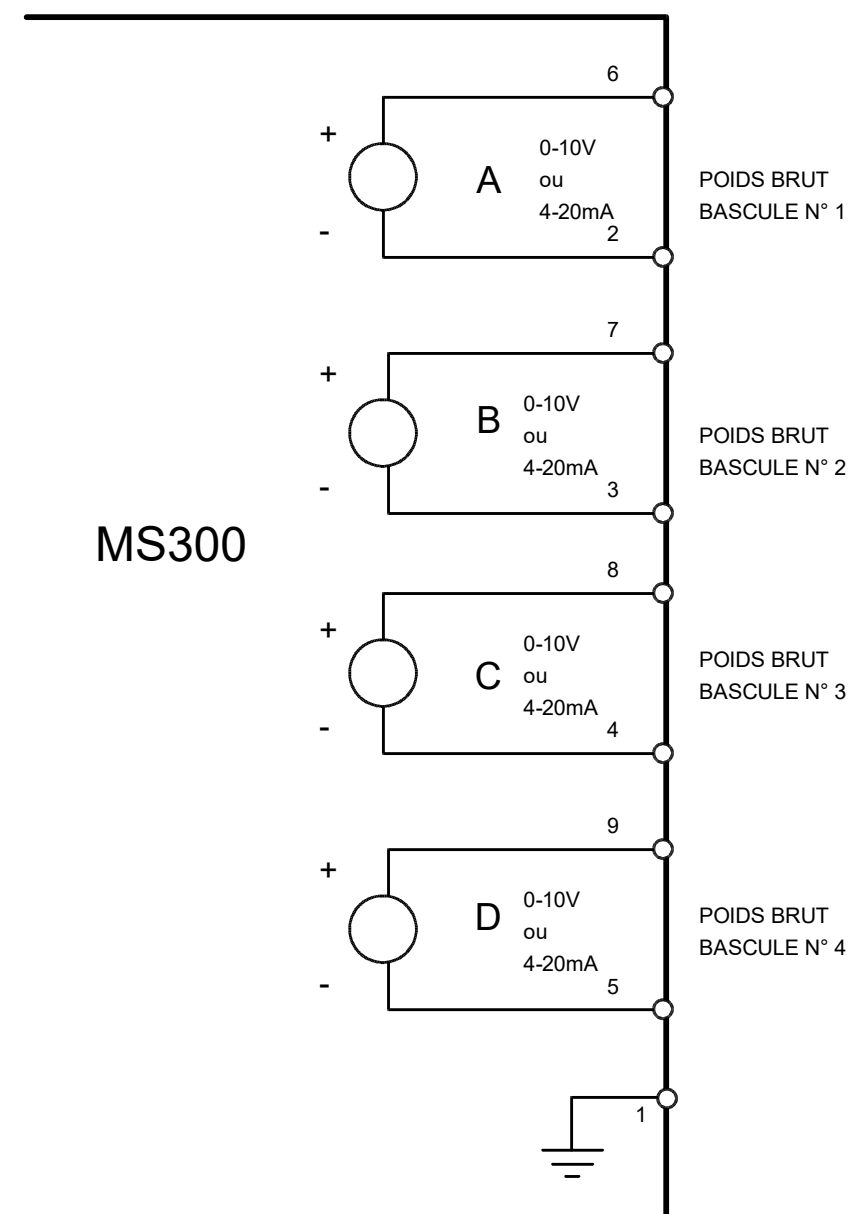 6
+
A
0-10V
ou
4-20mA
-
2
POIDS BRUT
BASCULE N° 1
7
+
B
0-10V
ou
4-20mA
-
3
POIDS BRUT
BASCULE N° 2
MS300
8
+
C
0-10V
ou
4-20mA
-
4
POIDS BRUT
BASCULE N° 3
9
+
D
0-10V
ou
4-20mA
-
5
POIDS BRUT
BASCULE N° 4
1